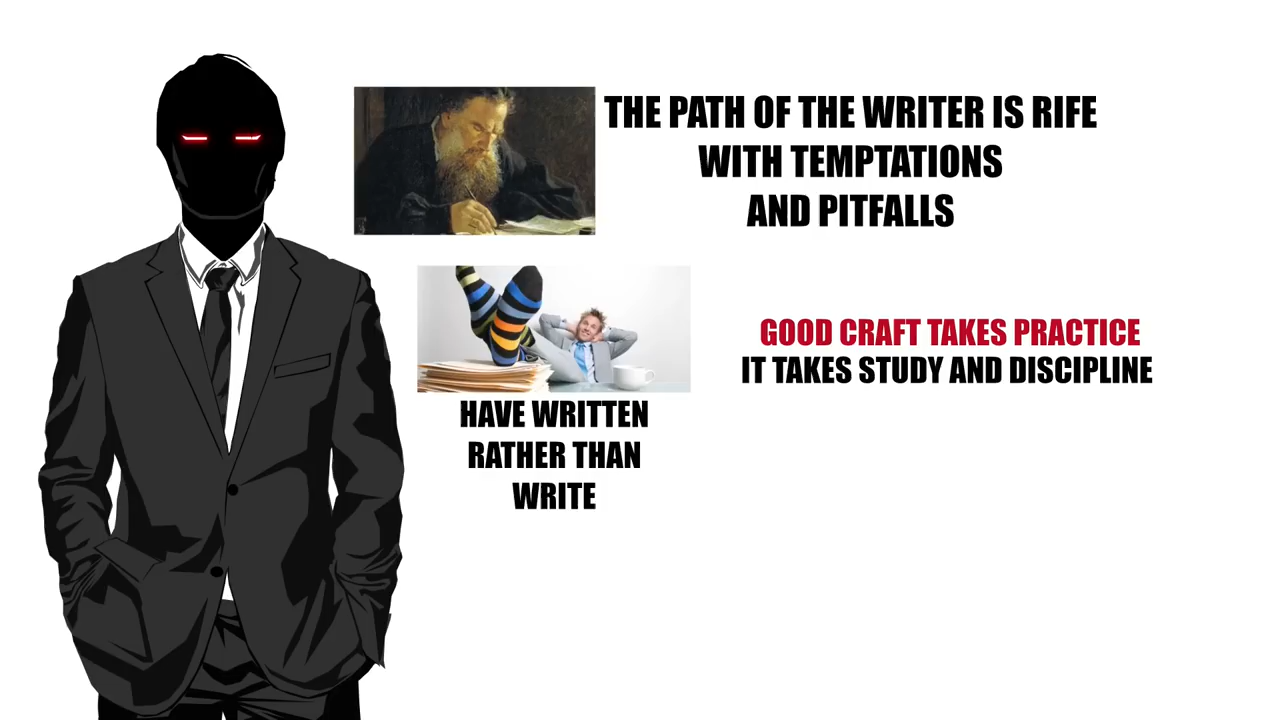 THE PATH OF THE WRITER IS RIFE
WITH TEMPTATIONS
AND PITFALLS
GOOD CRAFT TAKES PRACTICE
IT TAKES STUDY AND DISCIPLINE
HAVE WRITTEN
RATHER THAN
WRITE